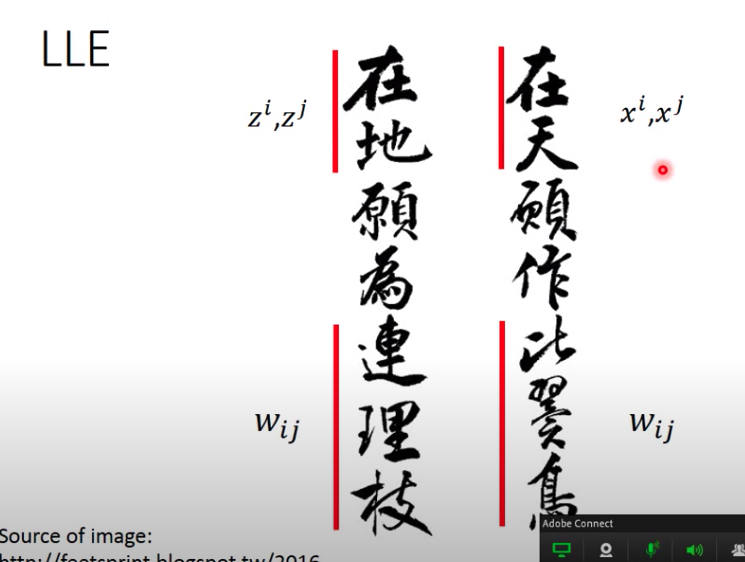 LLE
在天願作比翼鳥
在地願為連理枝
x^i,x^j
z^i,z^j
w_{ij}
w_{ij}
Source of image:
http://footsprint.blogspot.tw/2016
Adobe Connect